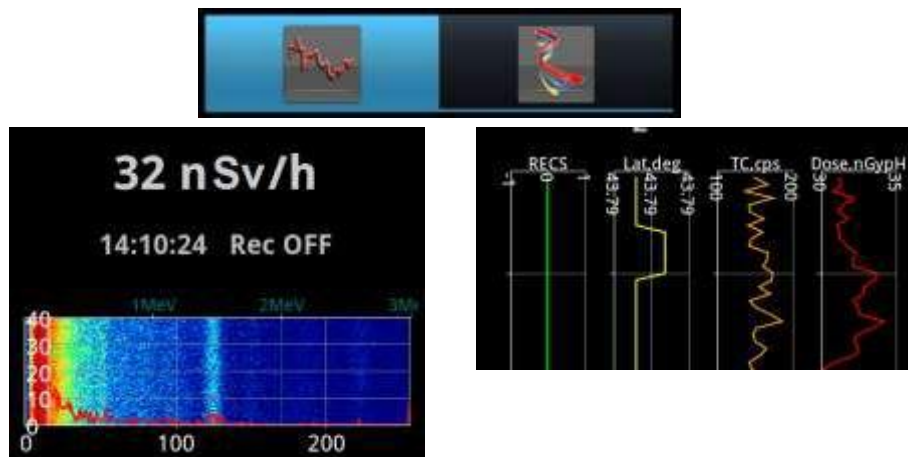 32 nSv/h
14:10:24 Rec OFF
1MeV 2MeV
40
30
20
10
0
0 100 200
RECS Lat,deg TC,cps Dose,nGypH
-1 0 1 43.79 43.79 43.79 100 200 30 35